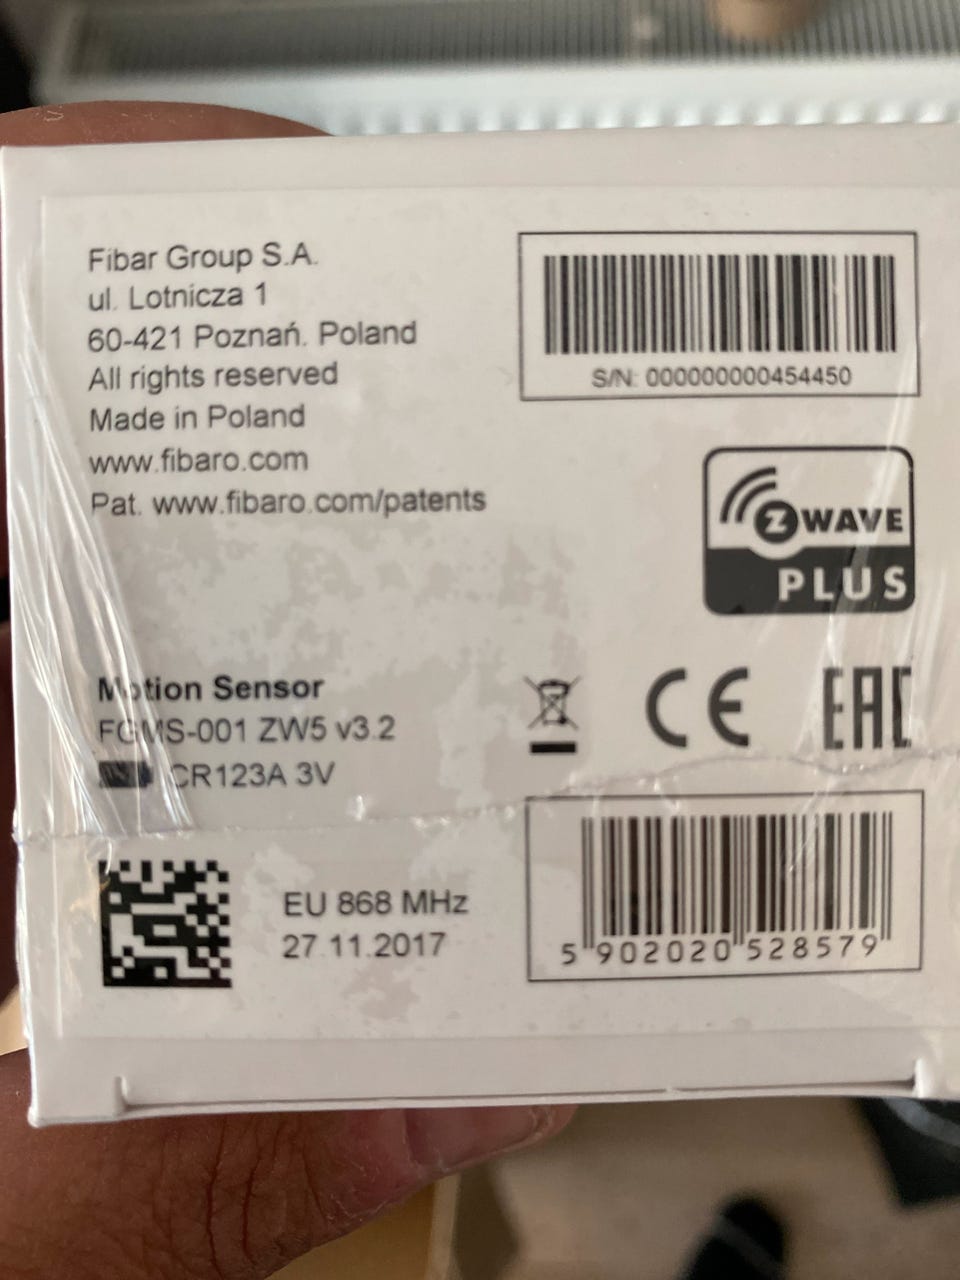 Fibar Group S.A.
ul. Lotnicza 1
60-421 Poznań. Poland
All rights reserved
Made in Poland
www.fibaro.com
Pat. www.fibaro.com/patents
S/N: 000000000454450
Z WAVE
PLUS
Motion Sensor
FGMS-001 ZW5 v3.2
CR123A 3V
CE
EAC
EU 868 MHz
27.11.2017
5 902020 528579